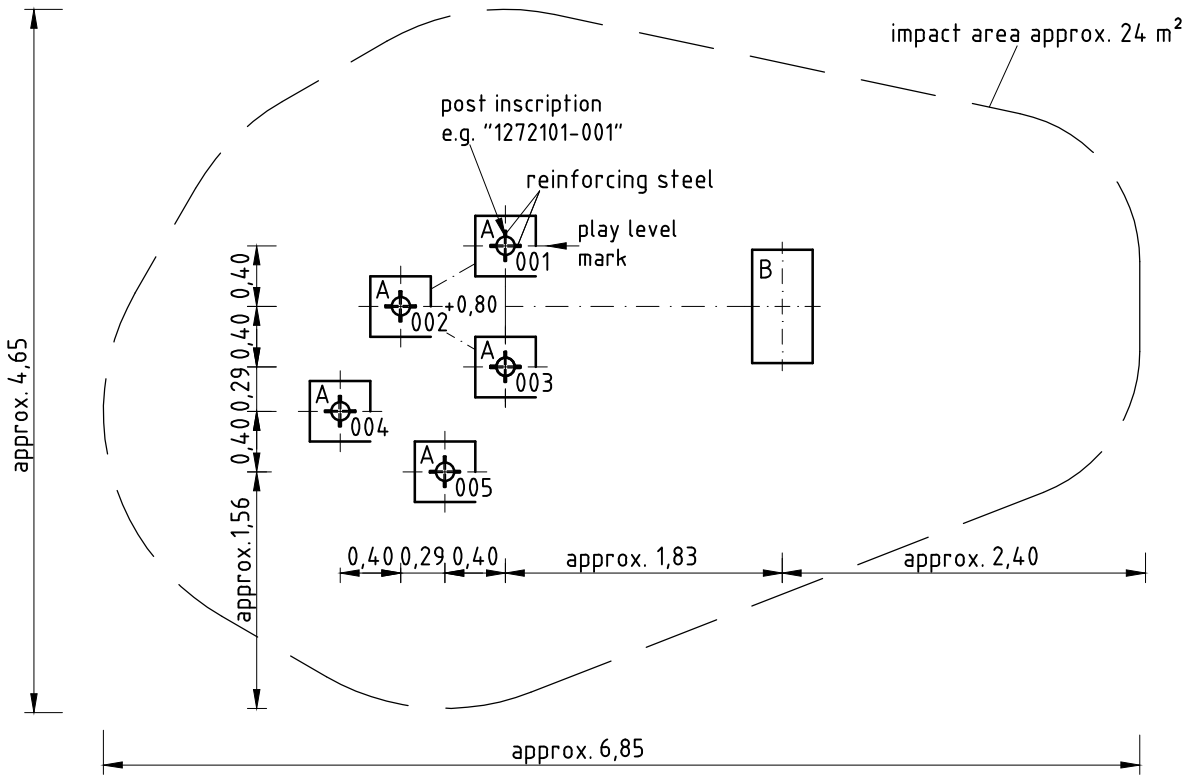 impact area approx. 24 m²
post inscription
e.g. "1272101-001"
reinforcing steel
A
001
play level
mark
A
002
+0,80
B
A
003
A
004
A
005
0,40
0,40
0,29
0,40
approx. 1,56
approx. 4,65
0,40
0,29
0,40
approx. 1,83
approx. 2,40
approx. 6,85